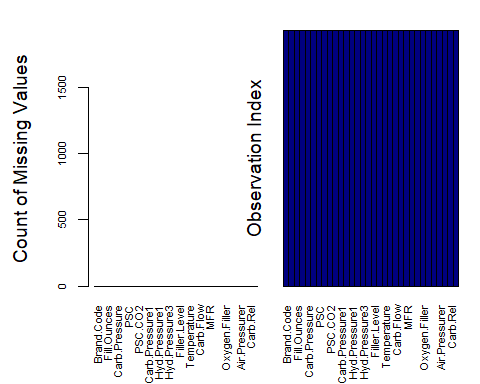 Count of Missing Values
0
500
1000
1500
Brand.Code
Fill.Ounces
Carb.Pressure
PSC
PSC.CO2
Carb.Pressure1
Hyd.Pressure1
Hyd.Pressure3
Filler.Level
Temperature
Carb.Flow
MFR
Oxygen.Filler
Air.Pressurer
Carb.Rel
Observation Index
Brand.Code
Fill.Ounces
Carb.Pressure
PSC
PSC.CO2
Carb.Pressure1
Hyd.Pressure1
Hyd.Pressure3
Filler.Level
Temperature
Carb.Flow
MFR
Oxygen.Filler
Air.Pressurer
Carb.Rel